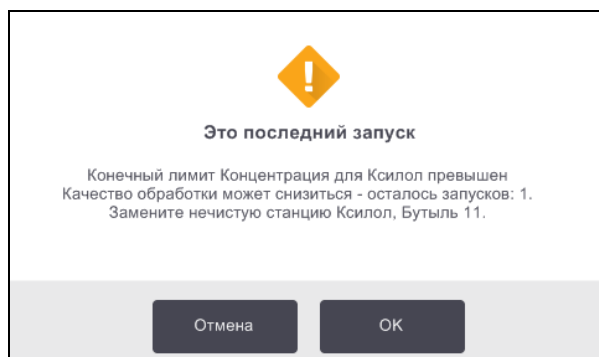 Это последний запуск
Конечный лимит Концентрация для Ксилол превышен
Качество обработки может снизиться - осталось запусков: 1.
Замените нечистую станцию Ксилол, Бутыль 11.
Отмена
OK